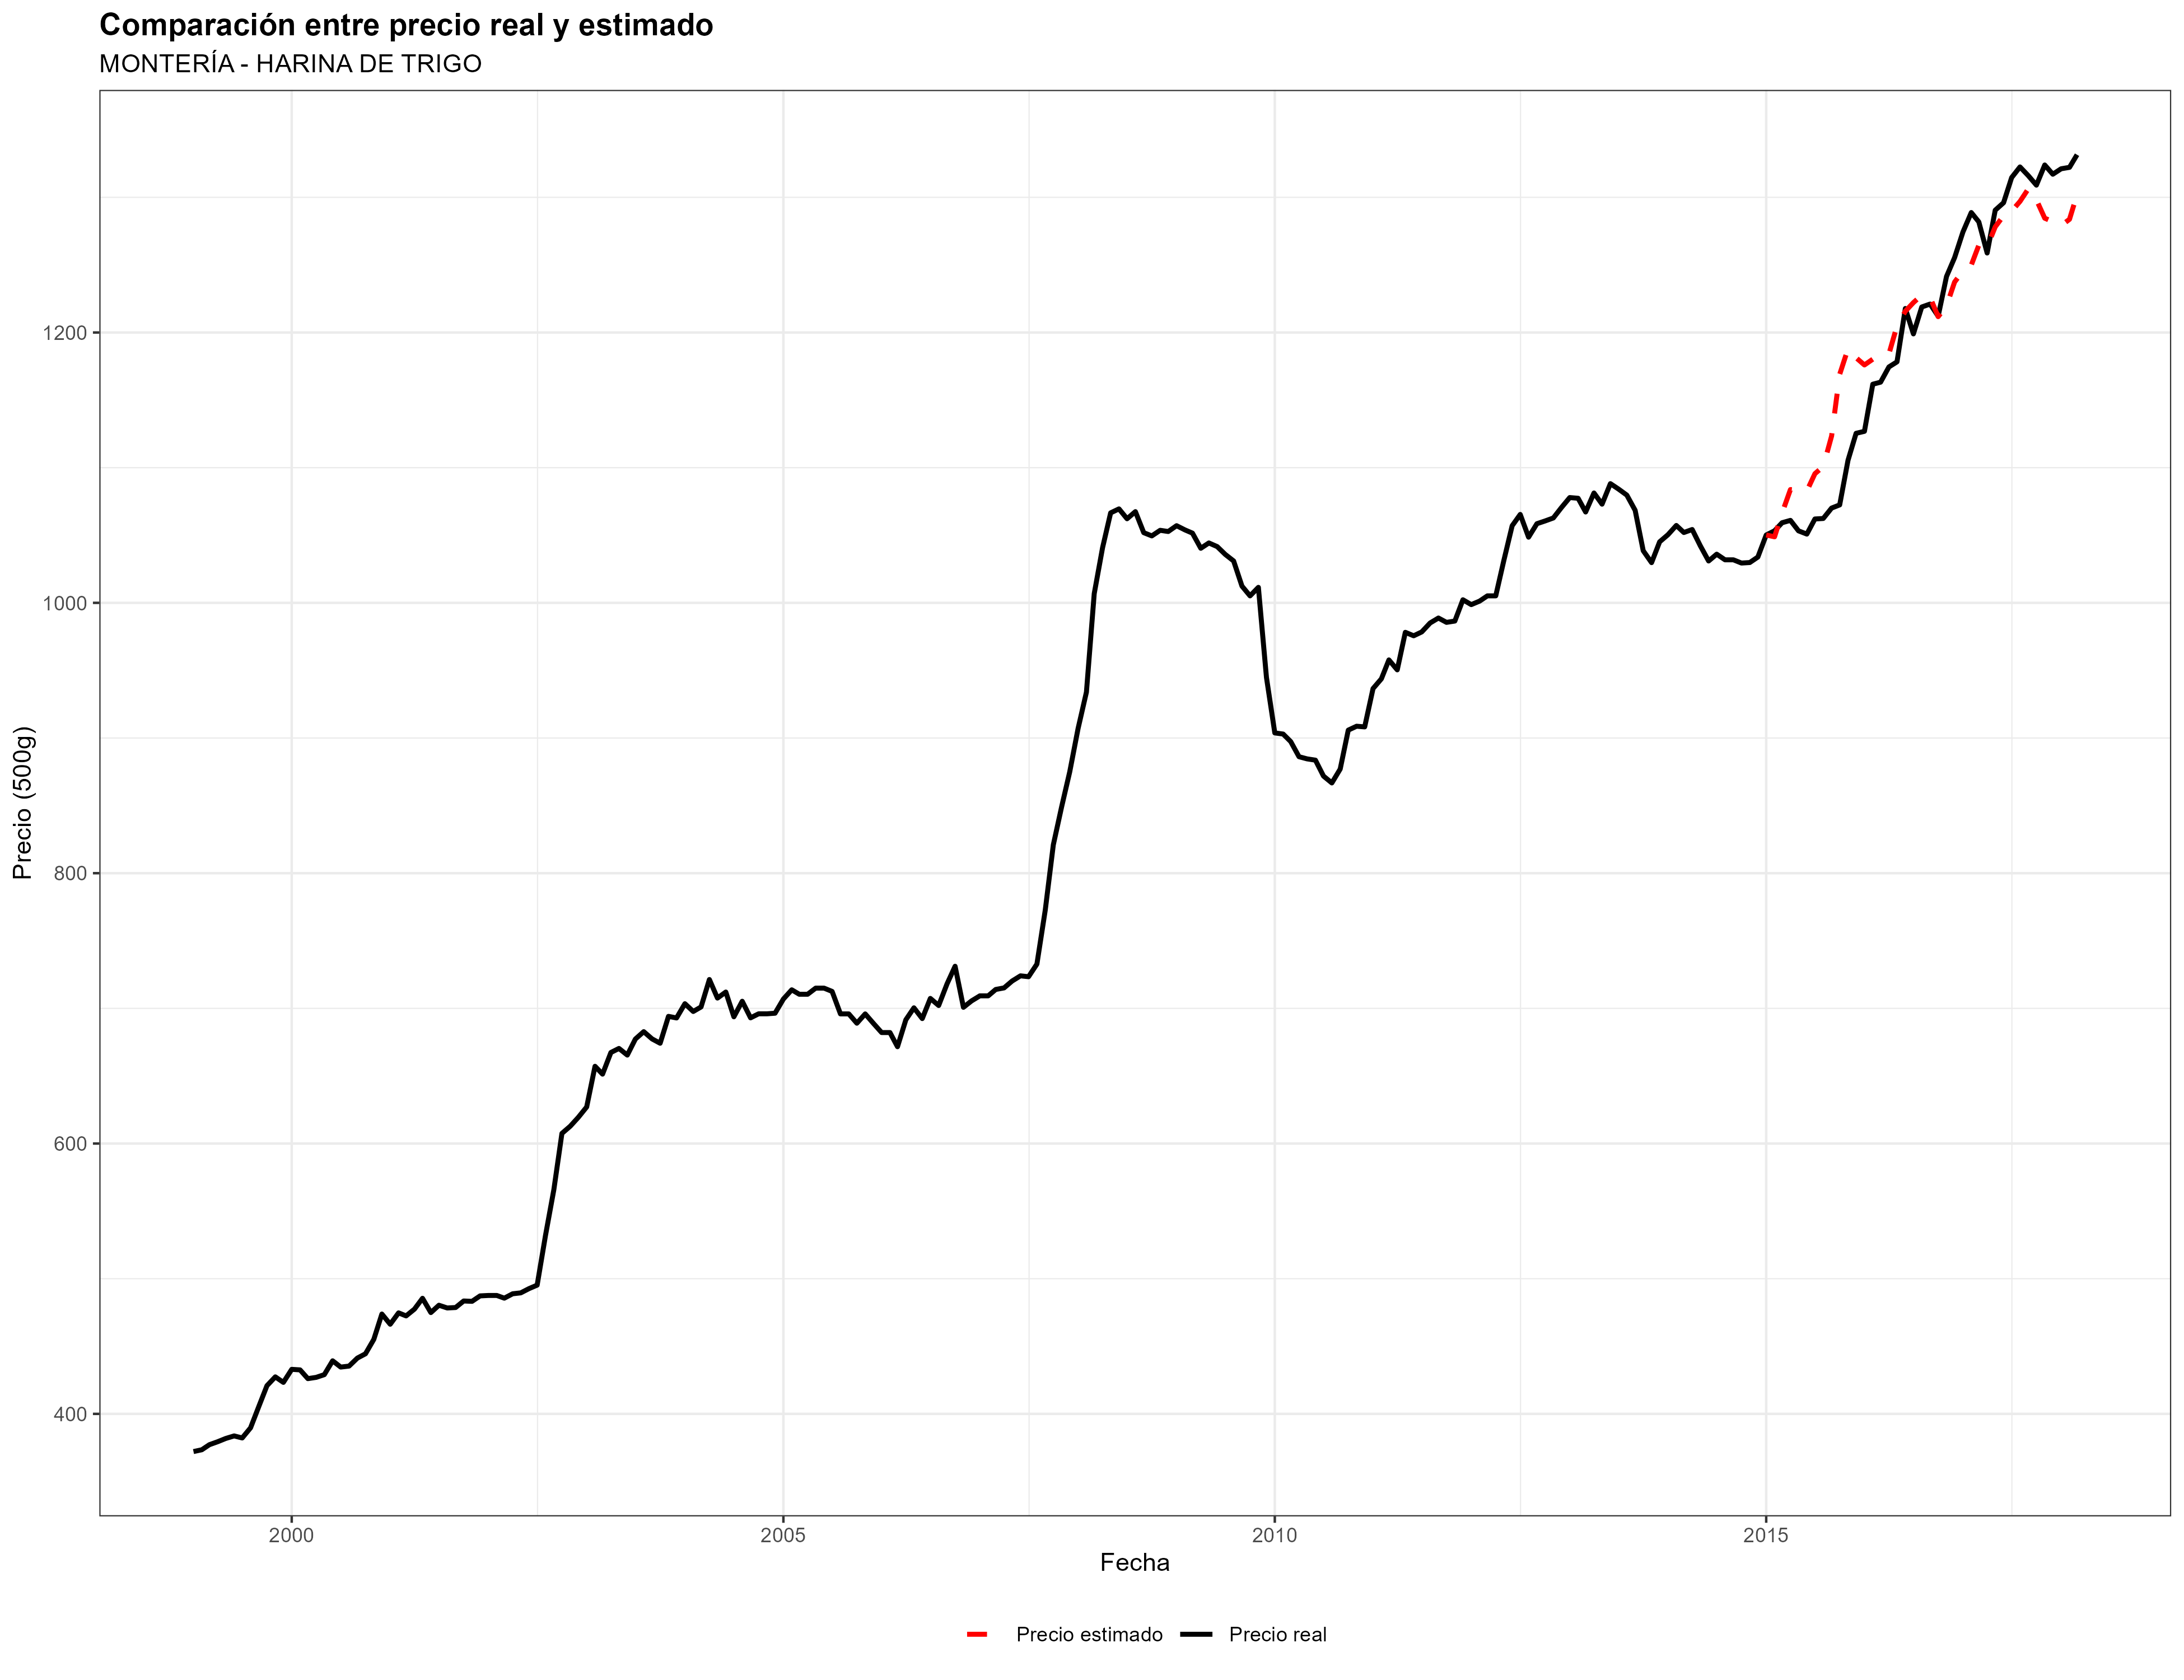 Comparación entre precio real y estimado
MONTERÍA - HARINA DE TRIGO
Precio (500g)
1200
1000
800
600
400
2000 2005 2010 2015
Fecha
Precio estimado Precio real